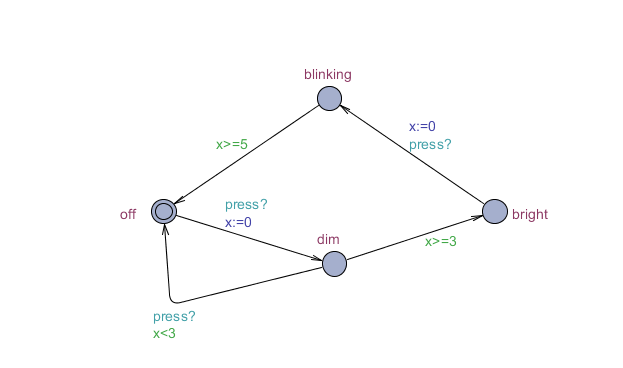 blinking
x:=0
press?
x>=5
press?
x:=0
off
bright
dim
x>=3
press?
x<3